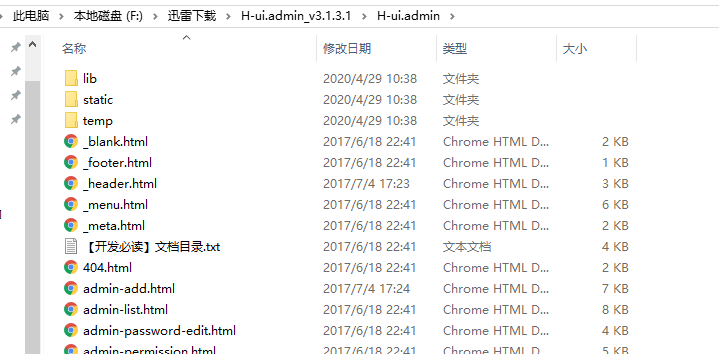 此电脑 > 本地磁盘 (F:) > 迅雷下载 > H-ui.admin_v3.1.3.1 > H-ui.admin >
名称 修改日期 类型 大小
lib 2020/4/29 10:38 文件夹
static 2020/4/29 10:38 文件夹
temp 2020/4/29 10:38 文件夹
_blank.html 2017/6/18 22:41 Chrome HTML D... 2 KB
_footer.html 2017/6/18 22:41 Chrome HTML D... 1 KB
_header.html 2017/7/4 17:23 Chrome HTML D... 3 KB
_menu.html 2017/6/18 22:41 Chrome HTML D... 6 KB
_meta.html 2017/6/18 22:41 Chrome HTML D... 2 KB
【开发必读】文档目录.txt 2017/6/18 22:41 文本文档 4 KB
404.html 2017/6/18 22:41 Chrome HTML D... 2 KB
admin-add.html 2017/7/4 17:24 Chrome HTML D... 7 KB
admin-list.html 2017/6/18 22:41 Chrome HTML D... 8 KB
admin-password-edit.html 2017/6/18 22:41 Chrome HTML D... 4 KB
admin-permission.html 2017/6/18 22:41 Chrome HTML D... 5 KB